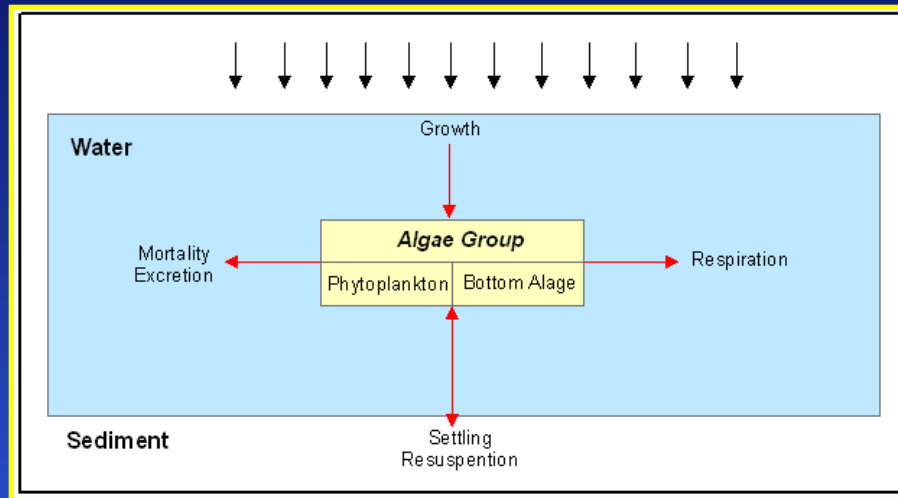 Growth
Water
Algae Group
Mortality
Excretion
Respiration
Phytoplankton
Bottom Alage
Sediment
Settling
Resuspention